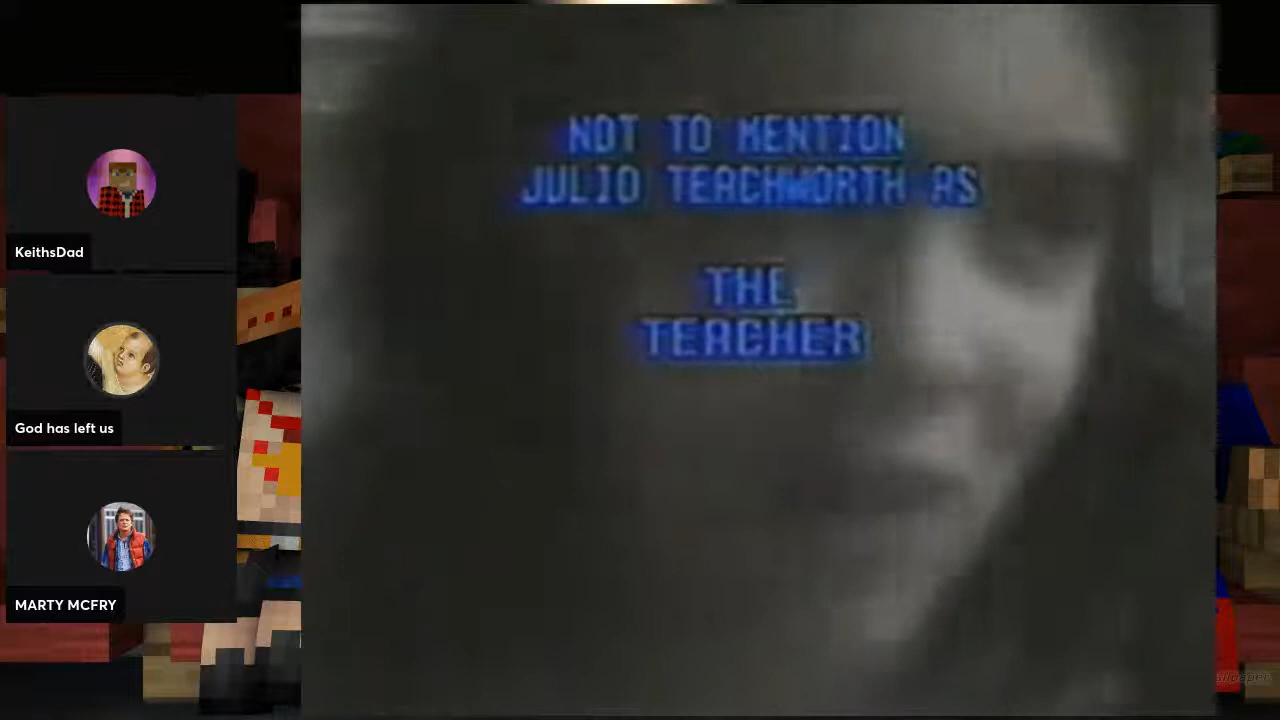 NOT TO MENTION
JULIO TEACHWORTH AS
THE
TEACHER
KeithsDad
God has left us
MARTY MCFRY